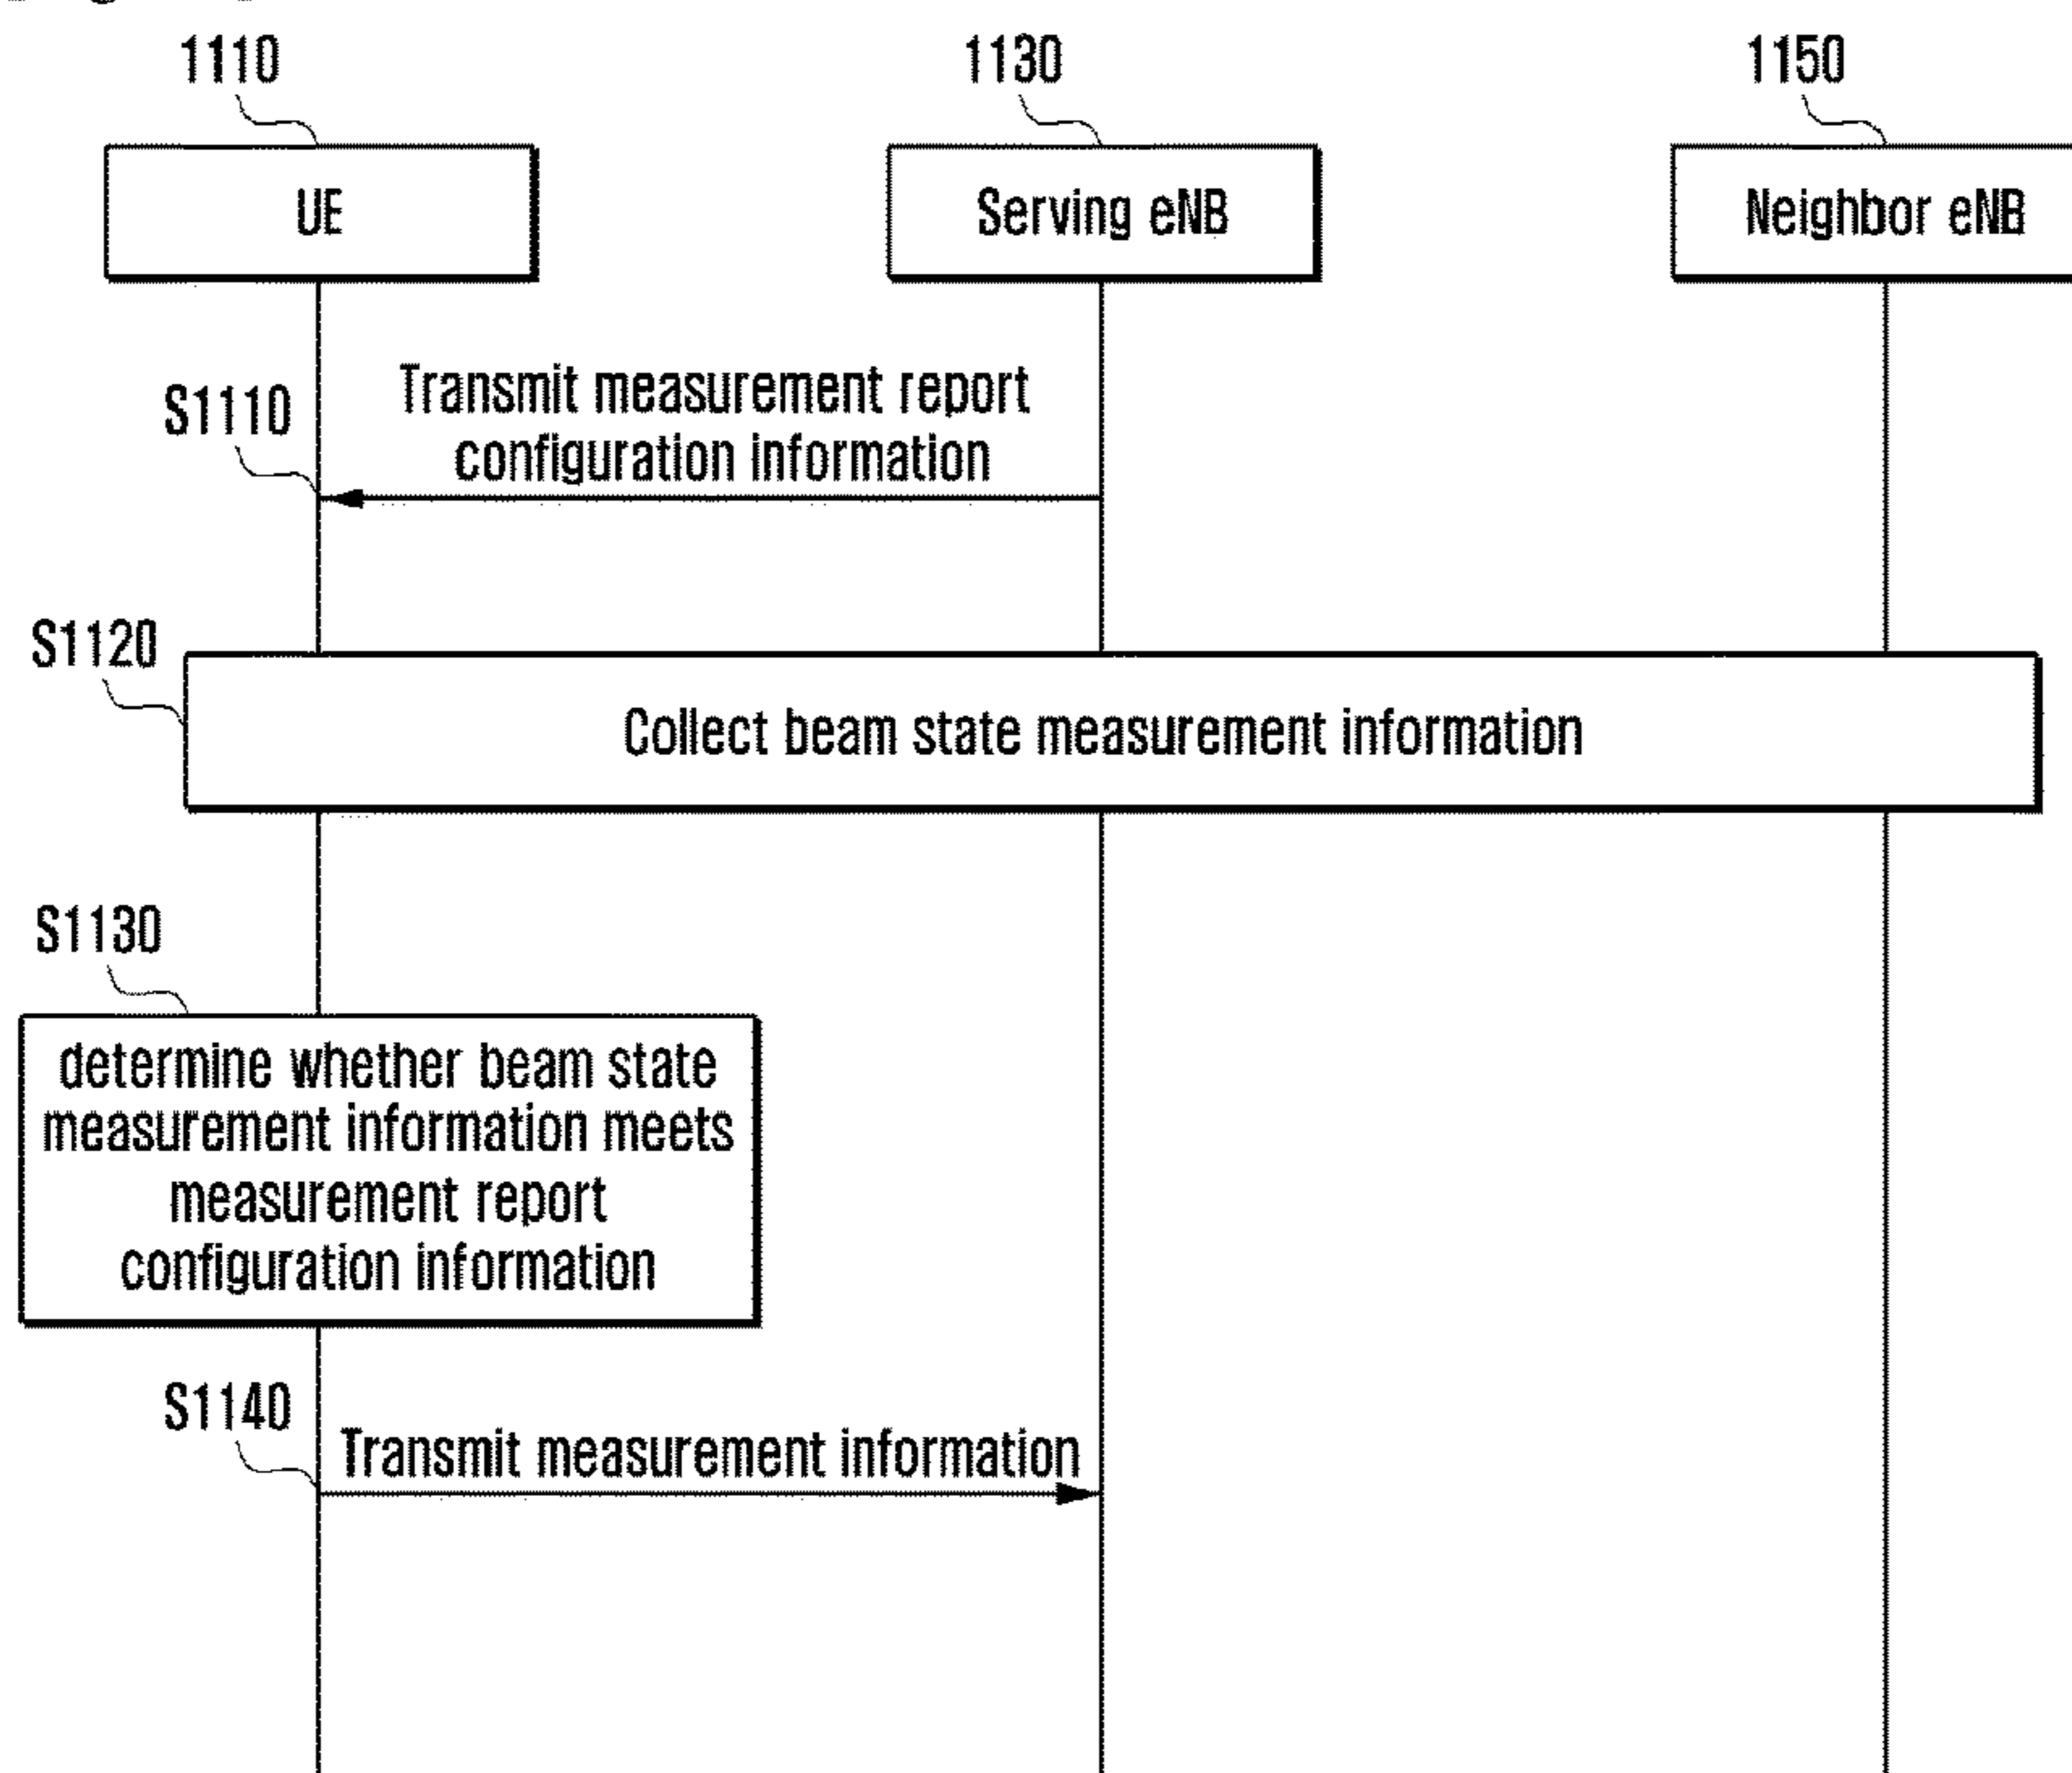 1110
1130
1150
UE
Serving eNB
Neighbor eNB
S1110
Transmit measurement report
configuration information
S1120
Collect beam state measurement information
S1130
determine whether beam state
measurement information meets
measurement report
configuration information
S1140
Transmit measurement information